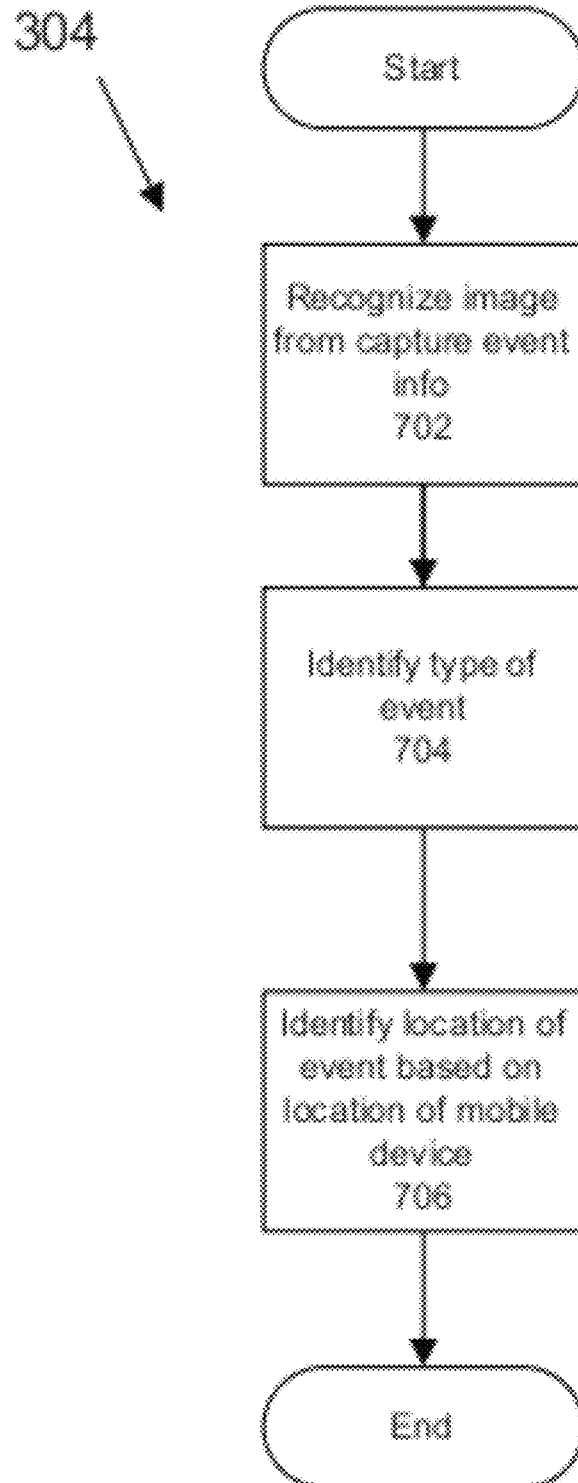 304
Start
Recognize image
from capture event
info
702
Identify type of
event
704
Identify location of
event based on
location of mobile
device
706
End